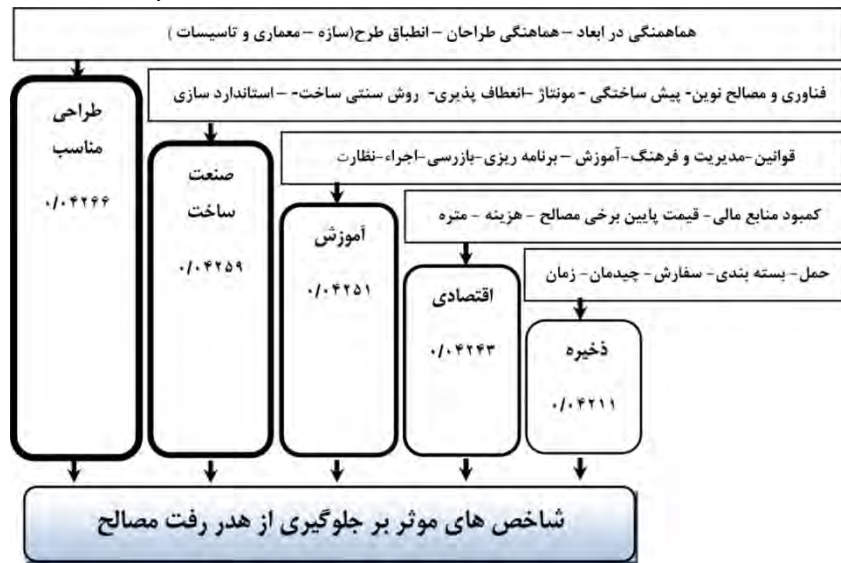 هماهمنگی در ابعاد – هماهنگی طراحان – انطباق طرح(سازه – معماری و تاسیسات )
فناوری و مصالح نوین- پیش ساختگی - مونتاژ -انعطاف پذیری- روش سنتی ساخت- – استاندارد سازی
قوانین -مدیریت و فرهنگ- آموزش – برنامه ریزی -بازرسی -اجراء -نظارت
کمبود منابع مالی- قیمت پایین برخی مصالح - هزینه - متره
حمل- بسته بندی- سفارش- چیدمان- زمان
طراحی
مناسب
۰/۰۴۲۶۶
صنعت
ساخت
۰/۰۴۲۵۹
آموزش
۰/۰۴۲۵۱
اقتصادی
۰/۰۴۲۴۳
ذخیره
۰/۰۴۲۱۱
شاخص های موثر بر جلوگیری از هدر رفت مصالح